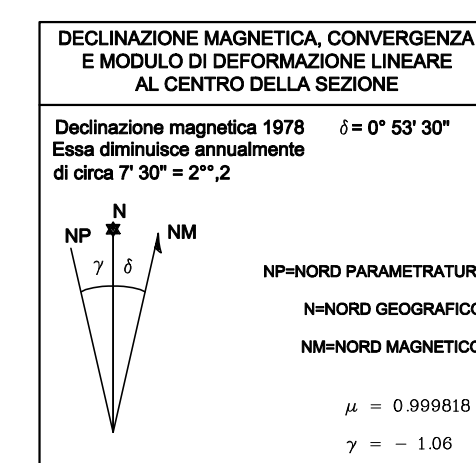 DECLINAZIONE MAGNETICA, CONVERGENZA
E MODULO DI DEFORMAZIONE LINEARE
AL CENTRO DELLA SEZIONE
Declinazione magnetica 1978 δ= 0° 53' 30"
Essa diminuisce annualmente
di circa 7' 30" = 2°°,2
N
NP NM
γ δ
NP=NORD PARAMETRATUR
N=NORD GEOGRAFICO
NM=NORD MAGNETICO
μ = 0.999818
γ = − 1.06